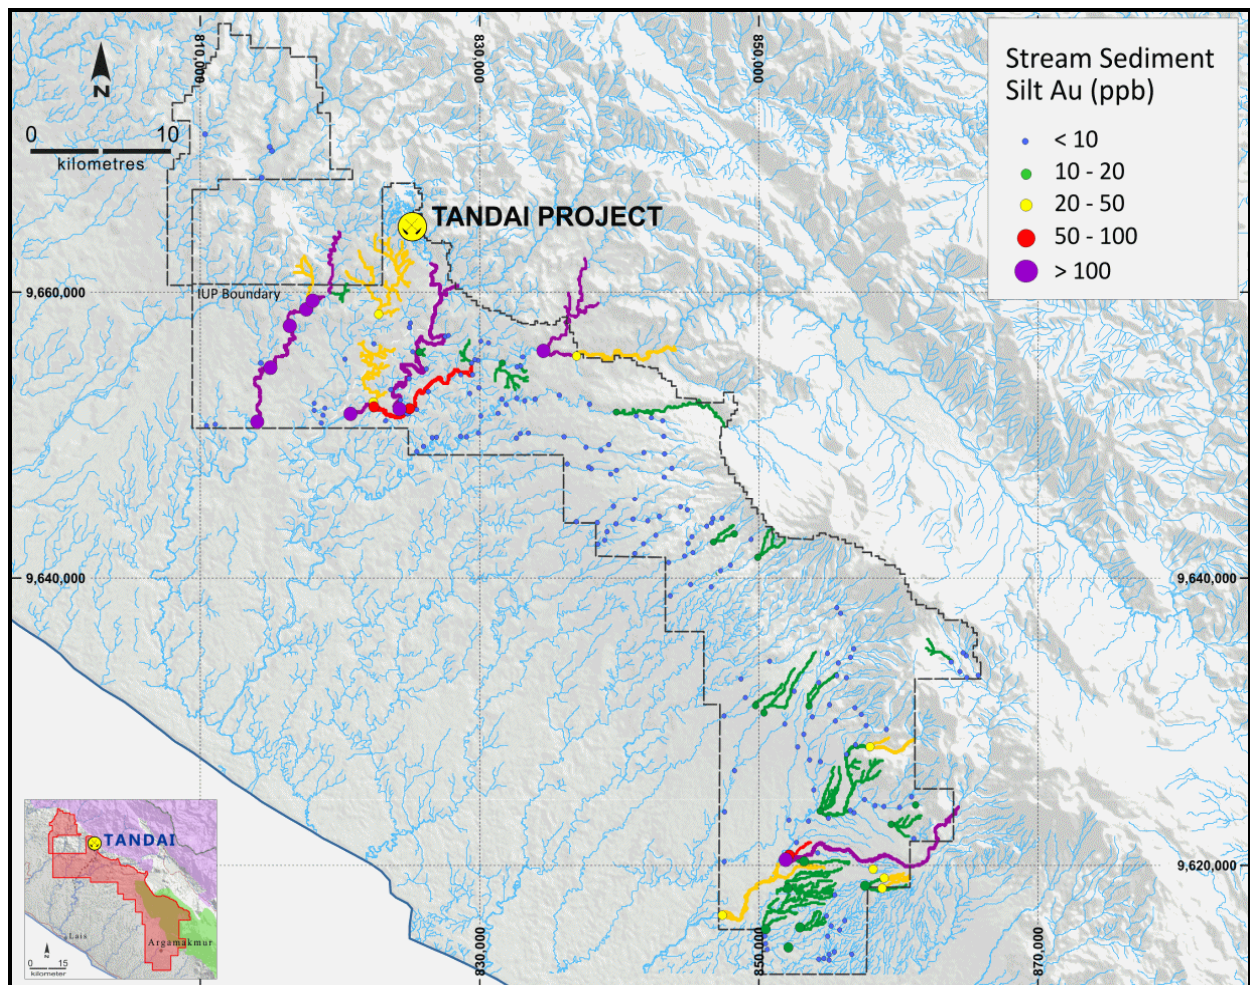 810,000
830,000
850,000
N
0 10
kilometres
Stream Sediment
Silt Au (ppb)
< 10
10 - 20
20 - 50
50 - 100
> 100
TANDAI PROJECT
9,660,000
IUP Boundary
9,640,000
9,640,000
9,620,000
830,000
850,000
870,000
TANDAI
Lais
Argamakmur
N
0 15
kilometer